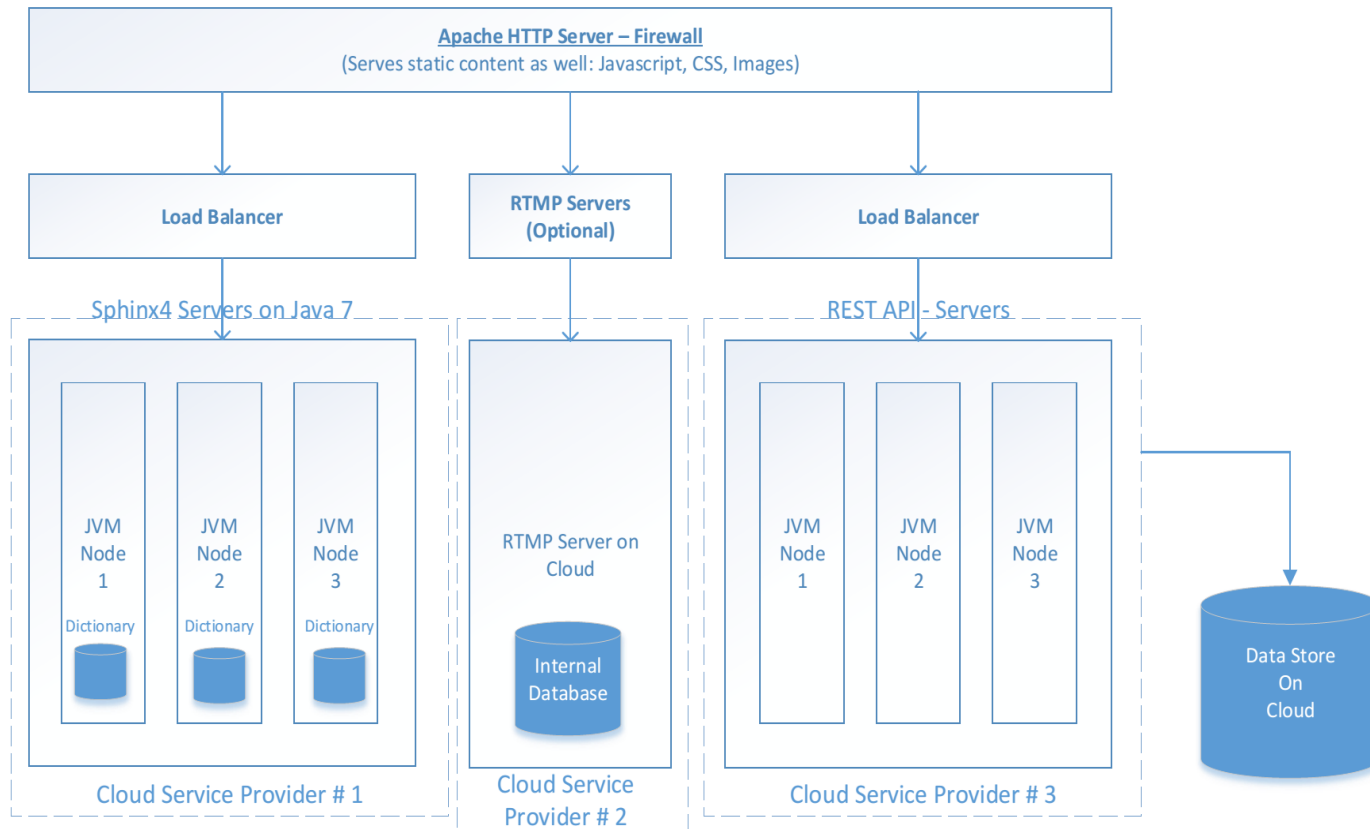 Apache HTTP Server – Firewall
(Serves static content as well: Javascript, CSS, Images)
Load Balancer
RTMP Servers
(Optional)
Load Balancer
Sphinx4 Servers on Java 7
REST API - Servers
JVM
Node
1
Dictionary
JVM
Node
2
Dictionary
JVM
Node
3
Dictionary
RTMP Server on
Cloud
Internal
Database
JVM
Node
1
JVM
Node
2
JVM
Node
3
Data Store
On
Cloud
Cloud Service Provider # 1
Cloud Service
Provider # 2
Cloud Service Provider # 3